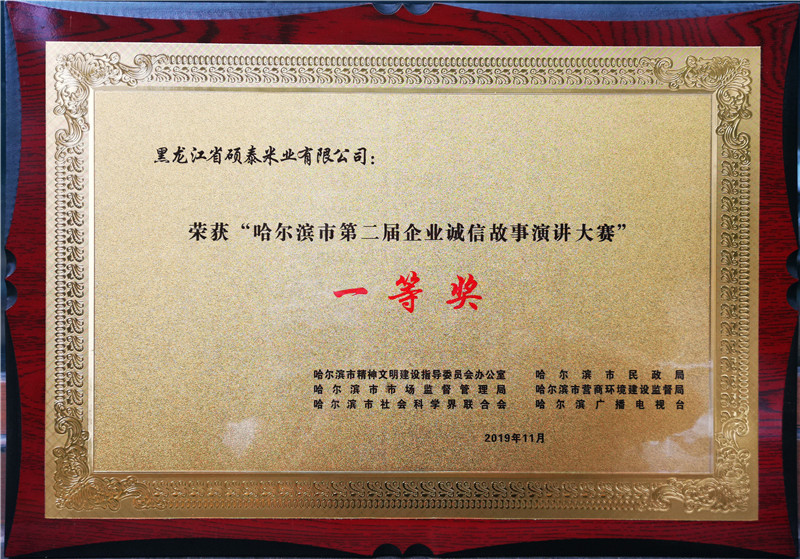 黑龙江省硕泰米业有限公司：
荣获“哈尔滨市第二届企业诚信故事演讲大赛”
一等奖
哈尔滨市精神文明建设指导委员会办公室 哈尔滨市民政局
哈尔滨市市场监督管理局 哈尔滨市营商环境建设监督局
哈尔滨市社会科学界联合会 哈尔滨广播电视台
2019年11月